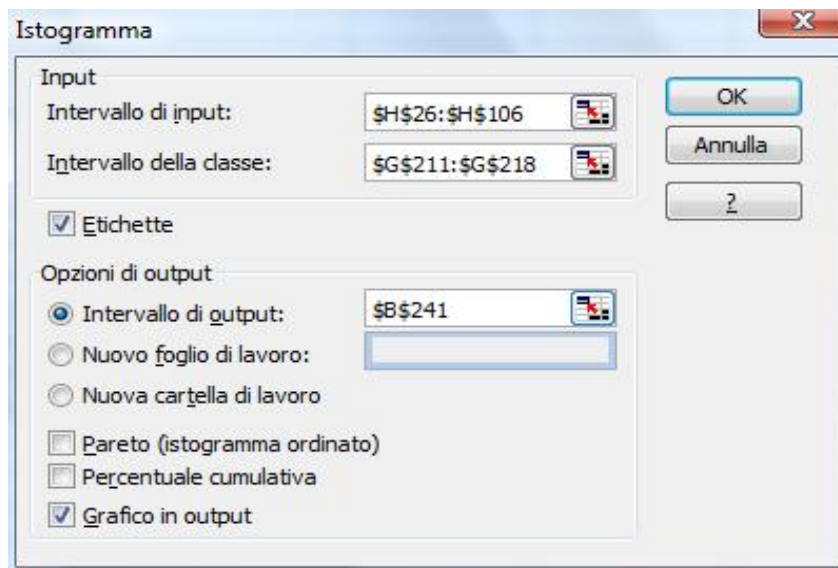 Istogramma
Input
Intervallo di input: $H$26:$H$106
Intervallo della classe: $G$211:$G$218
Etichette
Opzioni di output
Intervallo di output: $B$241
Nuovo foglio di lavoro:
Nuova cartella di lavoro
Pareto (istogramma ordinato)
Percentuale cumulativa
Grafico in output
OK
Annulla
?